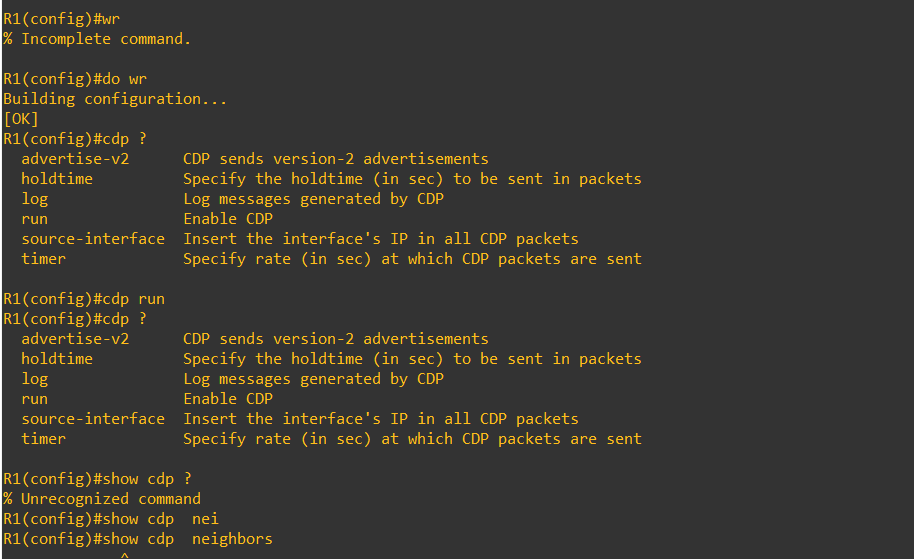 R1(config)#wr
% Incomplete command.
R1(config)#do wr
Building configuration...
[OK]
R1(config)#cdp ?
  advertise-v2      CDP sends version-2 advertisements
  holdtime          Specify the holdtime (in sec) to be sent in packets
  log               Log messages generated by CDP
  run               Enable CDP
  source-interface  Insert the interface's IP in all CDP packets
  timer             Specify rate (in sec) at which CDP packets are sent
R1(config)#cdp run
R1(config)#cdp ?
  advertise-v2      CDP sends version-2 advertisements
  holdtime          Specify the holdtime (in sec) to be sent in packets
  log               Log messages generated by CDP
  run               Enable CDP
  source-interface  Insert the interface's IP in all CDP packets
  timer             Specify rate (in sec) at which CDP packets are sent
R1(config)#show cdp ?
% Unrecognized command
R1(config)#show cdp  nei
R1(config)#show cdp  neighbors
             ^